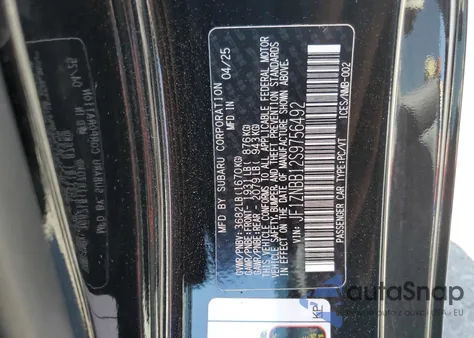 MFD BY SUBARU CORPORATION
MFD IN 04/25
GVWR/PNBV: 3682LB (1670KG)
GAWR/PNBE:FRONT- 1931LB( 876KG)
GAWR/PNBE:REAR - 2079LB( 943KG)
THIS VEHICLE CONFORMS TO ALL APPLICABLE FEDERAL MOTOR
VEHICLE SAFETY, BUMPER AND THEFT PREVENTION STANDARDS
IN EFFECT ON THE DATE OF MANUFACTURE SHOWN ABOVE.
VIN: JF1ZNBB12S9756492
PASSENGER CAR TYPE:PC/VT ICES/NMB-002
KP
autoSnap